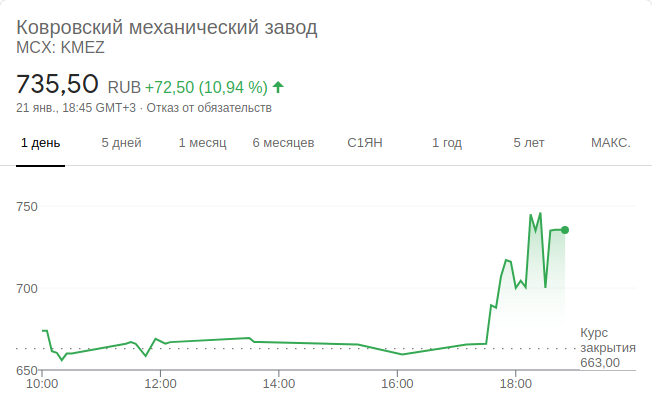 Ковровский механический завод
MCX: KMEZ
735,50 RUB +72,50 (10,94 %)
21 янв., 18:45 GMT+3 · Отказ от обязательств
1 день 5 дней 1 месяц 6 месяцев С1ЯН 1 год 5 лет МАКС.
750
700
Курс
закрытия
663,00
650
10:00 12:00 14:00 16:00 18:00